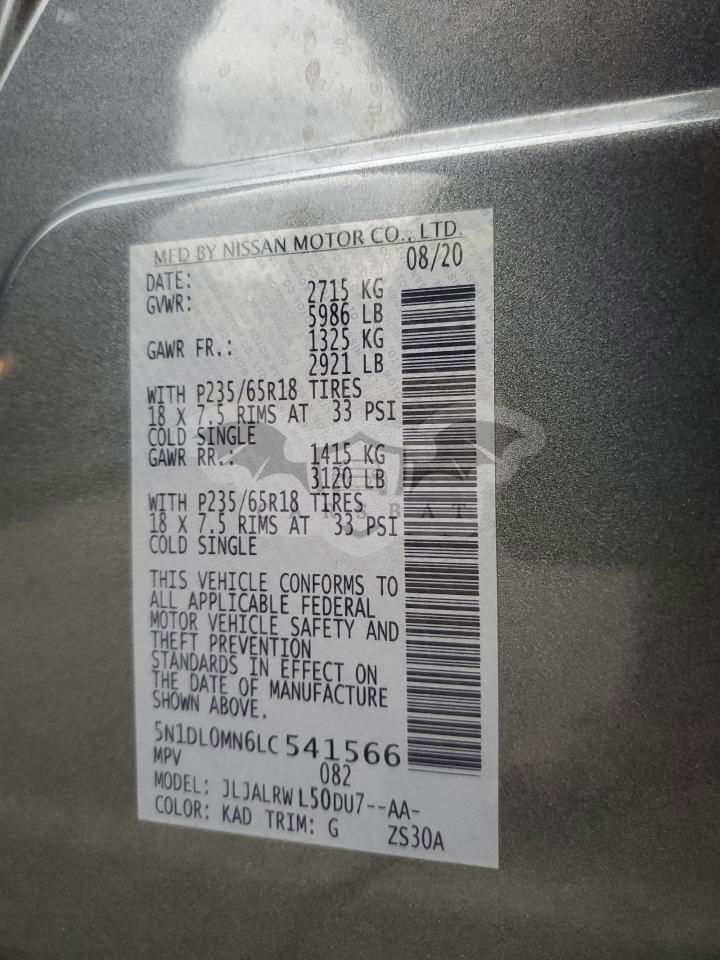 MFD BY NISSAN MOTOR CO., LTD.
DATE: 08/20
GVWR: 2715 KG
5986 LB
GAWR FR.: 1325 KG
2921 LB
WITH P235/65R18 TIRES
18 X 7.5 RIMS AT 33 PSI
COLD SINGLE
GAWR RR.: 1415 KG
3120 LB
WITH P235/65R18 TIRES
18 X 7.5 RIMS AT 33 PSI
COLD SINGLE
THIS VEHICLE CONFORMS TO
ALL APPLICABLE FEDERAL
MOTOR VEHICLE SAFETY AND
THEFT PREVENTION
STANDARDS IN EFFECT ON
THE DATE OF MANUFACTURE
SHOWN ABOVE.
5N1DL0MN6LC 541566
MPV 082
MODEL: JLJALRW L50DU7--AA-
COLOR: KAD TRIM: G ZS30A